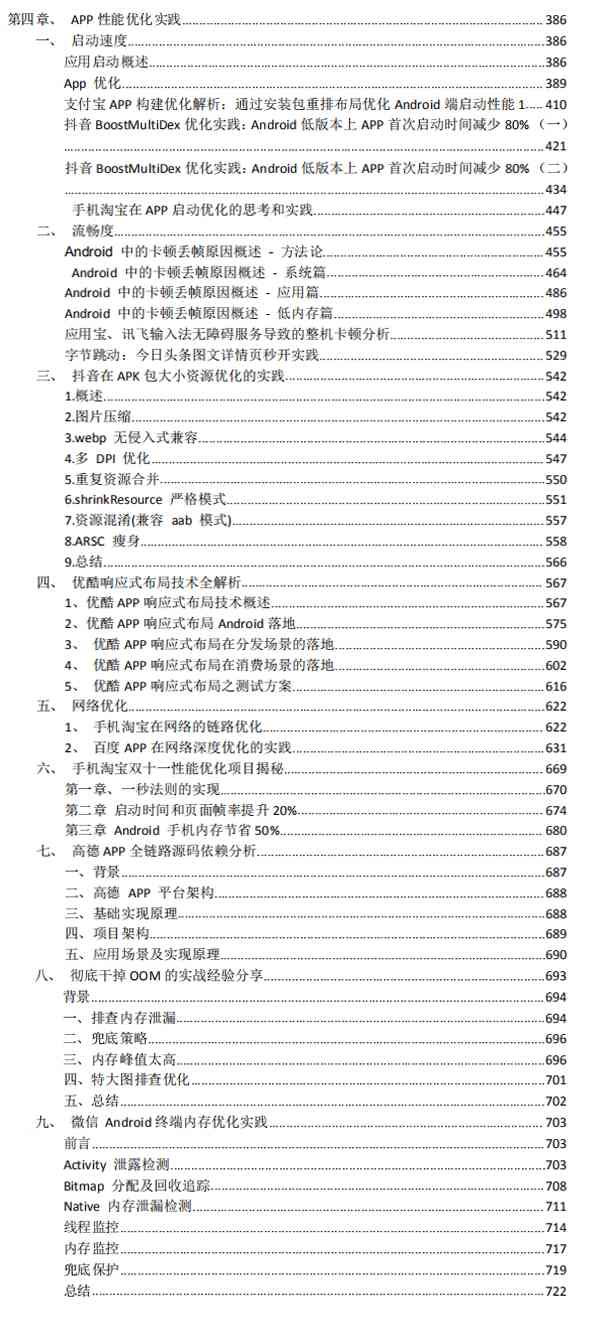 第四章、 APP 性能优化实践.....386
一、 启动速度.....386
应用启动概述.....386
App 优化.....389
支付宝 APP 构建优化解析：通过安装包重排布局优化 Android 端启动性能 1.....410
抖音 BoostMultiDex 优化实践：Android 低版本上 APP 首次启动时间减少 80%（一）
.....421
抖音 BoostMultiDex 优化实践：Android 低版本上 APP 首次启动时间减少 80%（二）
.....434
手机淘宝在 APP 启动优化的思考和实践.....447
二、 流畅度.....455
Android 中的卡顿丢帧原因概述 - 方法论.....455
Android 中的卡顿丢帧原因概述 - 系统篇.....464
Android 中的卡顿丢帧原因概述 - 应用篇.....486
Android 中的卡顿丢帧原因概述 - 低内存篇.....498
应用宝、讯飞输入法无障碍服务导致的整机卡顿分析.....511
字节跳动：今日头条图文详情页秒开实践.....529
三、 抖音在 APK 包大小资源优化的实践.....542
1.概述.....542
2.图片压缩.....542
3.webp 无侵入式兼容.....544
4.多 DPI 优化.....547
5.重复资源合并.....550
6.shrinkResource 严格模式.....551
7.资源混淆(兼容 aab 模式).....557
8.ARSC 瘦身.....558
9.总结.....566
四、 优酷响应式布局技术全解析.....567
1、优酷 APP 响应式布局技术概述.....567
2、优酷 APP 响应式布局 Android 落地.....575
3、 优酷 APP 响应式布局在分发场景的落地.....590
4、 优酷 APP 响应式布局在消费场景的落地.....602
5、 优酷 APP 响应式布局之测试方案.....616
五、 网络优化.....622
1、 手机淘宝在网络的链路优化.....622
2、 百度 APP 在网络深度优化的实践.....631
六、 手机淘宝双十一性能优化项目揭秘.....669
第一章、一秒法则的实现.....670
第二章 启动时间和页面帧率提升 20%.....674
第三章 Android 手机内存节省 50%.....680
七、 高德 APP 全链路源码依赖分析.....687
一、背景.....687
二、高德 APP 平台架构.....688
三、基础实现原理.....688
四、项目架构.....689
五、应用场景及实现原理.....690
八、 彻底干掉 OOM 的实战经验分享.....693
背景.....694
一、排查内存泄漏.....694
二、兜底策略.....696
三、内存峰值太高.....696
四、特大图排查优化.....701
五、总结.....702
九、 微信 Android 终端内存优化实践.....703
前言.....703
Activity 泄露检测.....703
Bitmap 分配及回收追踪.....708
Native 内存泄漏检测.....711
线程监控.....714
内存监控.....717
兜底保护.....719
总结.....722